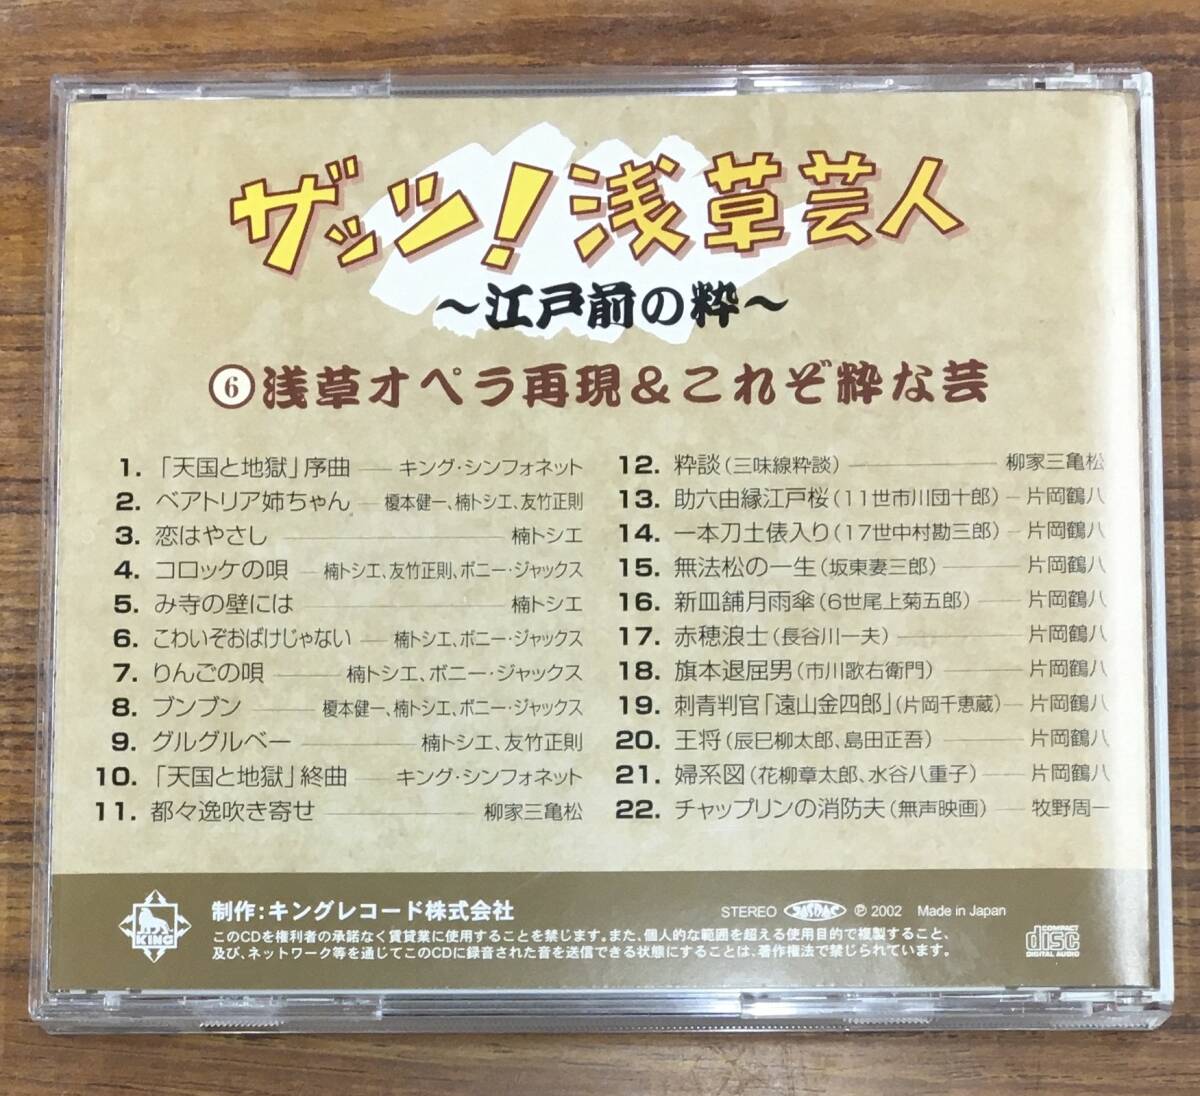 ザッツ!浅草芸人
～江戸前の粋～
⑥浅草オペラ再現&これぞ粋な芸
1. 「天国と地獄」序曲 ― キング・シンフォネット
2. ベアトリア姉ちゃん ― 榎本健一、楠トシエ、友竹正則
3. 恋はやさし ― 楠トシエ
4. コロッケの唄 ― 楠トシエ、友竹正則、ボニー・ジャックス
5. み寺の壁には ― 楠トシエ
6. こわいぞおばけじゃない ― 楠トシエ、ボニー・ジャックス
7. りんごの唄 ― 楠トシエ、ボニー・ジャックス
8. ブンブン ― 榎本健一、楠トシエ、ボニー・ジャックス
9. グルグルベー ― 楠トシエ、友竹正則
10. 「天国と地獄」終曲 ― キング・シンフォネット
11. 都々逸吹き寄せ ― 柳家三亀松
12. 粋談(三味線粋談) ― 柳家三亀松
13. 助六由縁江戸桜(11世市川団十郎) ― 片岡鶴八
14. 一本刀土俵入り(17世中村勘三郎) ― 片岡鶴八
15. 無法松の一生(坂東妻三郎) ― 片岡鶴八
16. 新皿舗月雨傘(6世尾上菊五郎) ― 片岡鶴八
17. 赤穂浪士(長谷川一夫) ― 片岡鶴八
18. 旗本退屈男(市川歌右衛門) ― 片岡鶴八
19. 刺青判官「遠山金四郎」(片岡千恵蔵) ― 片岡鶴八
20. 王将(辰巳柳太郎、島田正吾) ― 片岡鶴八
21. 婦系図(花柳章太郎、水谷八重子) ― 片岡鶴八
22. チャップリンの消防夫(無声映画) ― 牧野周一
KING
制作:キングレコード株式会社
STEREO JASRAC ℗ 2002 Made in Japan
このCDを権利者の承諾なく賃貸業に使用することを禁じます。また、個人的な範囲を超える使用目的で複製すること、
及び、ネットワーク等を通じてこのCDに録音された音を送信できる状態にすることは、著作権法で禁じられています。
COMPACT
disc
DIGITAL AUDIO